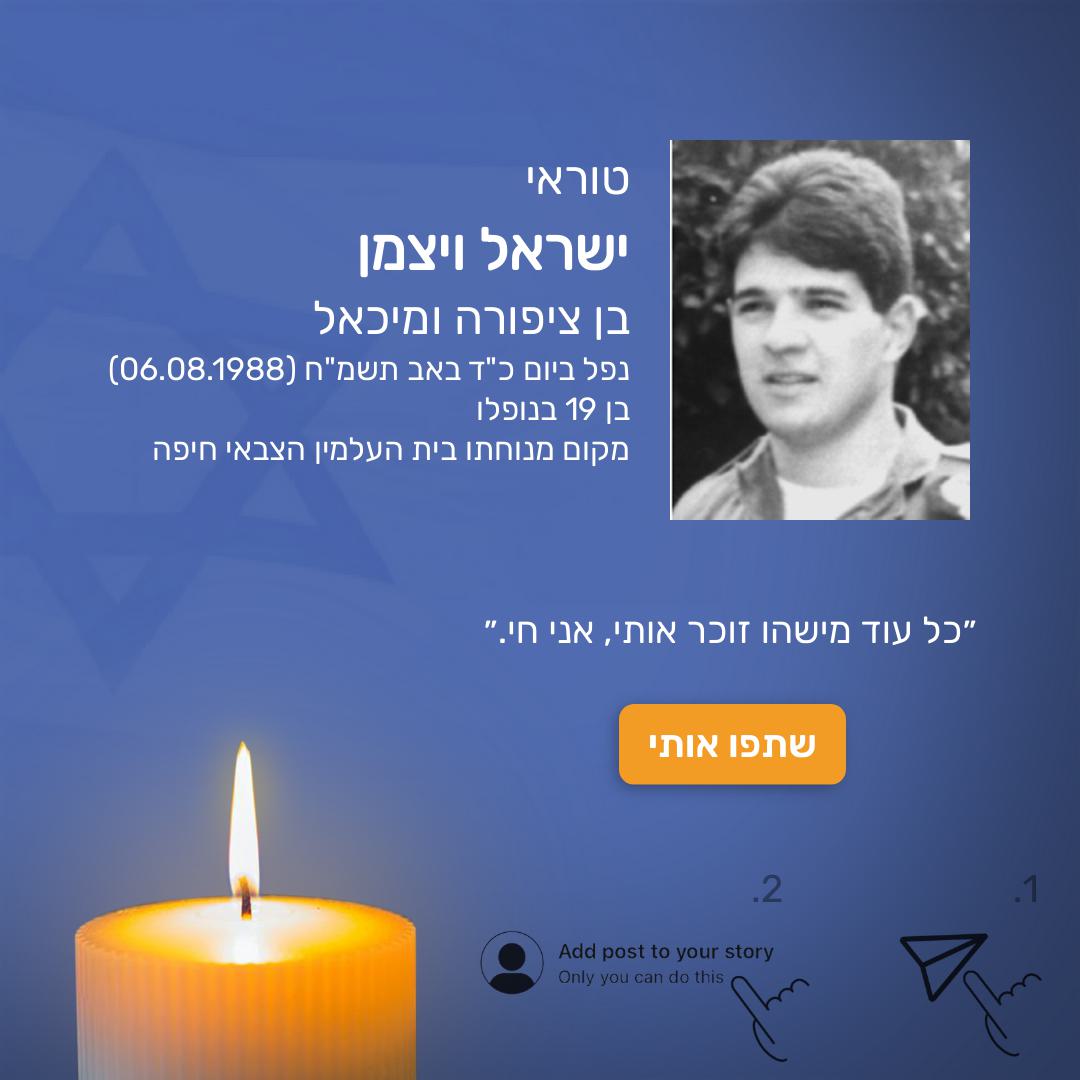 טוראי
ישראל ויצמן
בן ציפורה ומיכאל
נפל ביום כ"ד באב תשמ"ח (06.08.1988)
בן 19 בנופלו
מקום מנוחתו בית העלמין הצבאי חיפה
״כל עוד מישהו זוכר אותי, אני חי.״
שתפו אותי
.1
.2
Add post to your story
Only you can do this